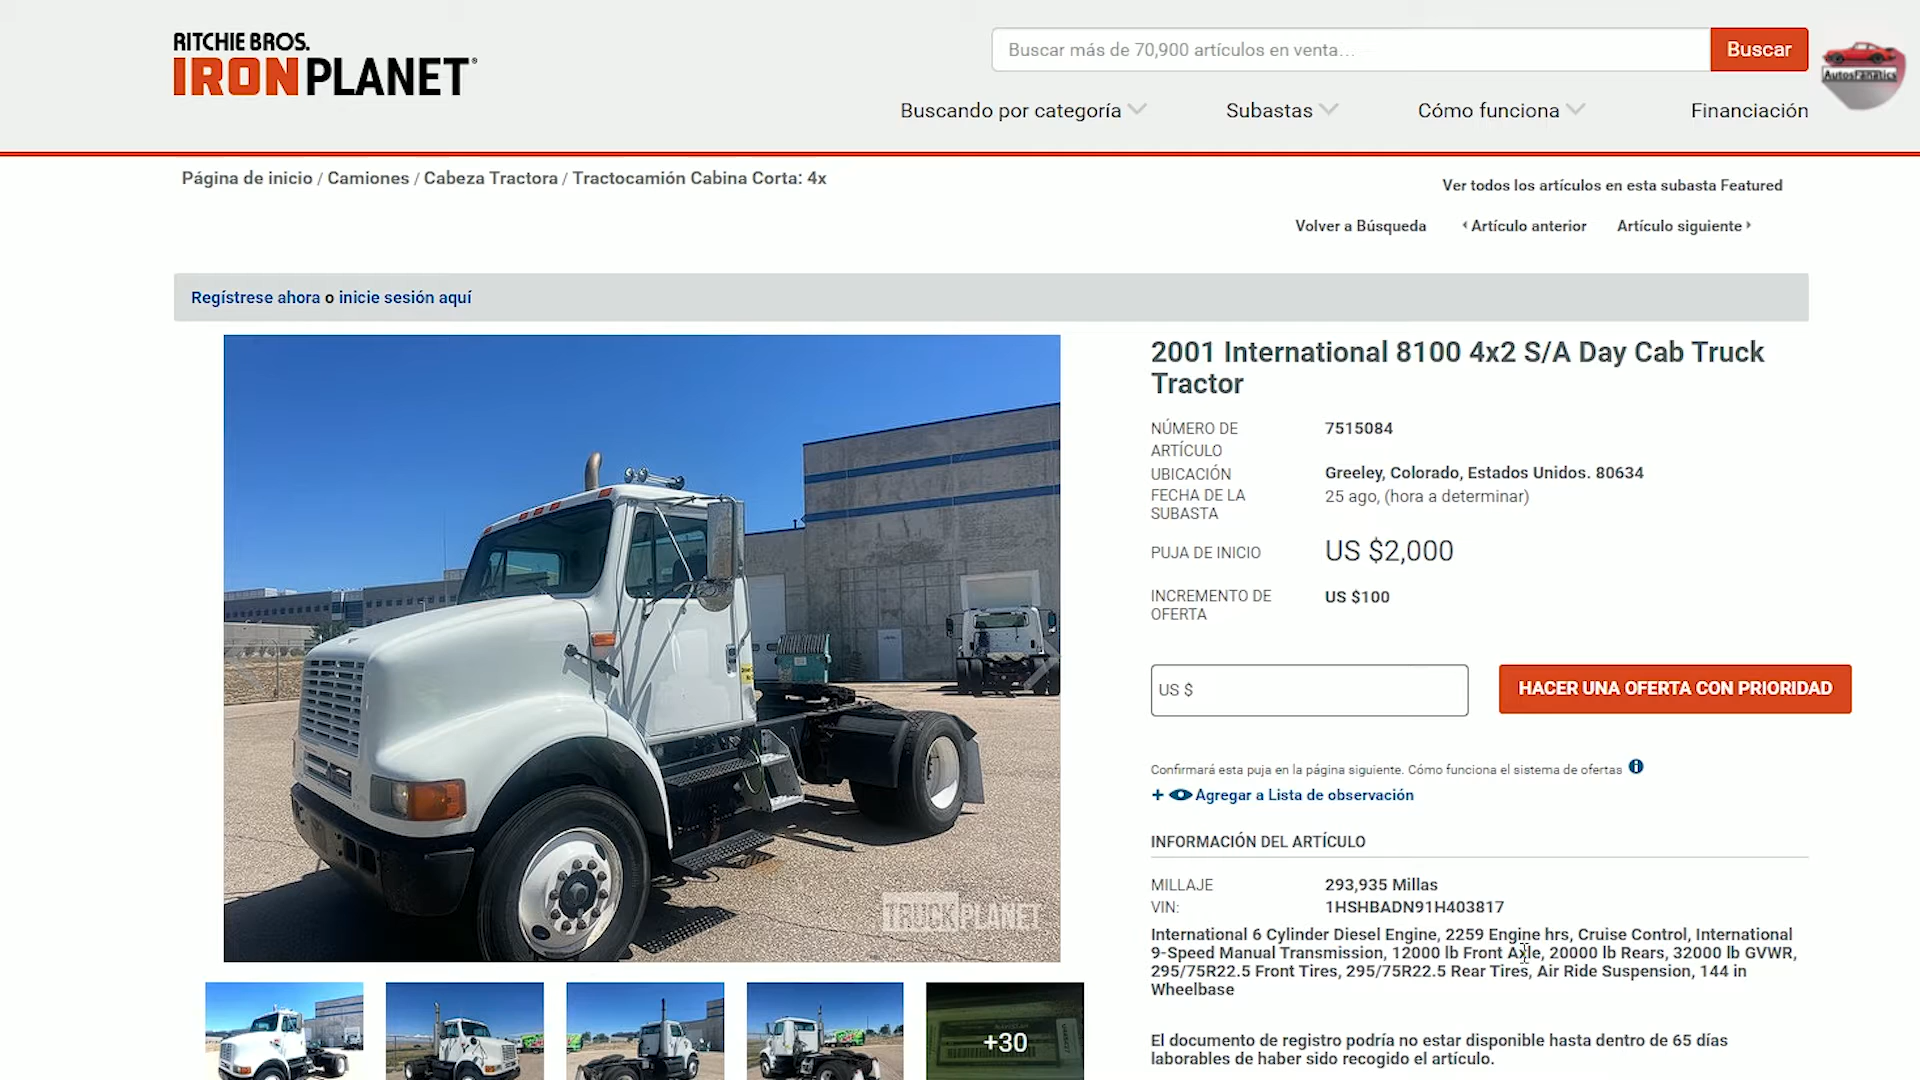 RITCHIE BROS.
IRONPLANET
Buscar más de 70,900 artículos en venta...
Buscar
AutosFanatics
Buscando por categoría
Subastas
Cómo funciona
Financiación
Página de inicio / Camiones / Cabeza Tractora / Tractocamión Cabina Corta: 4x
Ver todos los artículos en esta subasta Featured
Volver a Búsqueda
Artículo anterior
Artículo siguiente
Regístrese ahora o inicie sesión aquí
TRUCKPLANET
+30
2001 International 8100 4x2 S/A Day Cab Truck
Tractor
NÚMERO DE
ARTÍCULO
7515084
UBICACIÓN
Greeley, Colorado, Estados Unidos. 80634
FECHA DE LA
SUBASTA
25 ago, (hora a determinar)
PUJA DE INICIO
US $2,000
INCREMENTO DE
OFERTA
US $100
US $
HACER UNA OFERTA CON PRIORIDAD
Confirmará esta puja en la página siguiente. Cómo funciona el sistema de ofertas
+ Agregar a Lista de observación
INFORMACIÓN DEL ARTÍCULO
MILLAJE
293,935 Millas
VIN:
1HSHBADN91H403817
International 6 Cylinder Diesel Engine, 2259 Engine hrs, Cruise Control, International
9-Speed Manual Transmission, 12000 lb Front Axle, 20000 lb Rears, 32000 lb GVWR,
295/75R22.5 Front Tires, 295/75R22.5 Rear Tires, Air Ride Suspension, 144 in
Wheelbase
El documento de registro podría no estar disponible hasta dentro de 65 días
laborables de haber sido recogido el artículo.